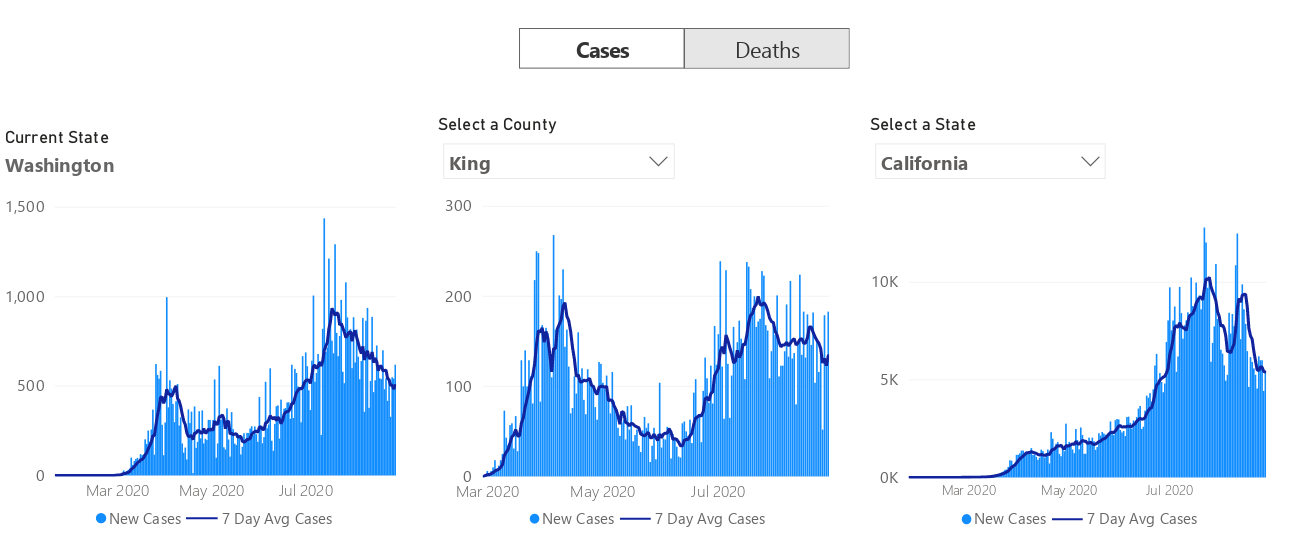 Cases Deaths
Current State
Washington
1,500
1,000
500
0
Mar 2020 May 2020 Jul 2020
New Cases 7 Day Avg Cases
Select a County
King
300
200
100
0
Mar 2020 May 2020 Jul 2020
New Cases 7 Day Avg Cases
Select a State
California
10K
5K
0K
Mar 2020 May 2020 Jul 2020
New Cases 7 Day Avg Cases